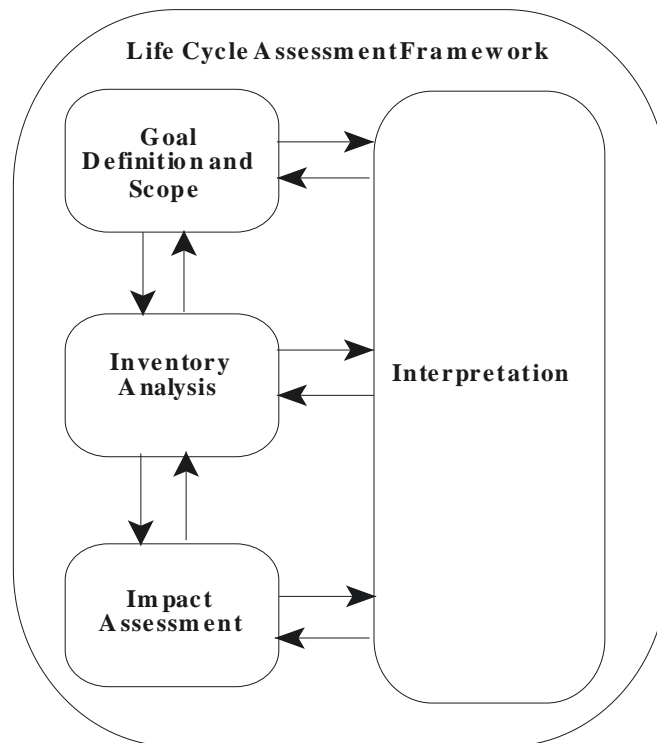 Life Cycle Assessment Framework
Goal
Definition and
Scope
Inventory
Analysis
Interpretation
Impact
Assessment